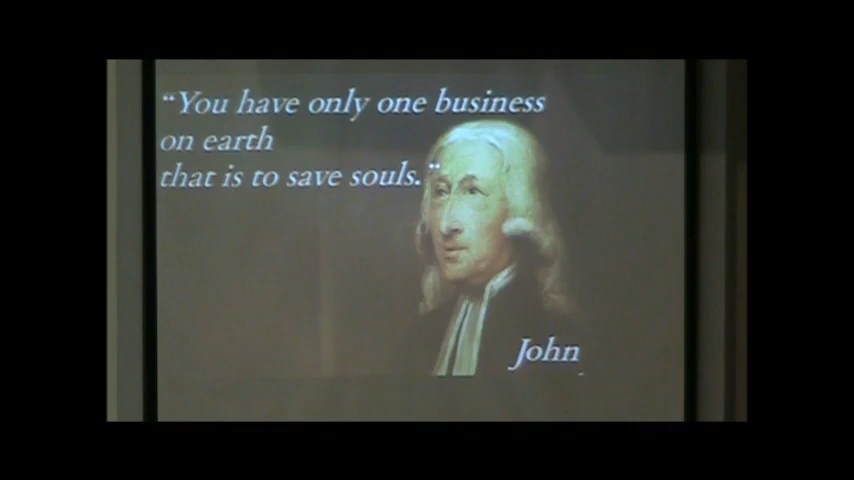 “You have only one business
on earth
that is to save souls.”
John